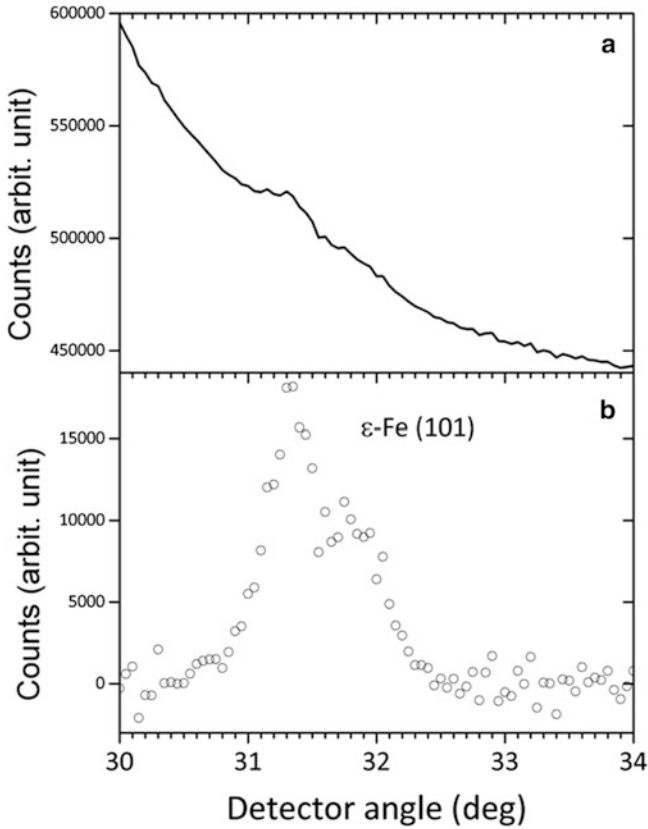 600000
a
550000
500000
450000
Counts (arbit. unit)
b
ε-Fe (101)
15000
10000
5000
0
Counts (arbit. unit)
30 31 32 33 34
Detector angle (deg)